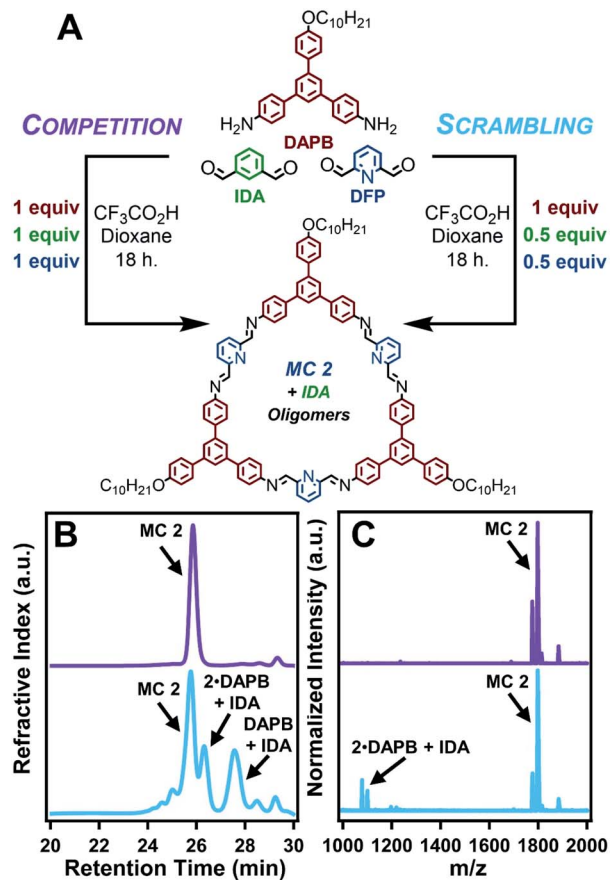 A
OC10H21
H2N
NH2
DAPB
COMPETITION
SCRAMBLING
O
O
IDA
O
N
O
DFP
1 equiv
1 equiv
1 equiv
CF3CO2H
Dioxane
18 h.
CF3CO2H
Dioxane
18 h.
1 equiv
0.5 equiv
0.5 equiv
OC10H21
N
N
N
N
N
N
MC 2
+ IDA
Oligomers
C10H21O
N
N
N
OC10H21
B
MC 2
MC 2
2•DAPB
+ IDA
DAPB
+ IDA
Refractive Index (a.u.)
20 22 24 26 28 30
Retention Time (min)
C
MC 2
MC 2
2•DAPB + IDA
Normalized Intensity (a.u.)
1000 1200 1400 1600 1800 2000
m/z